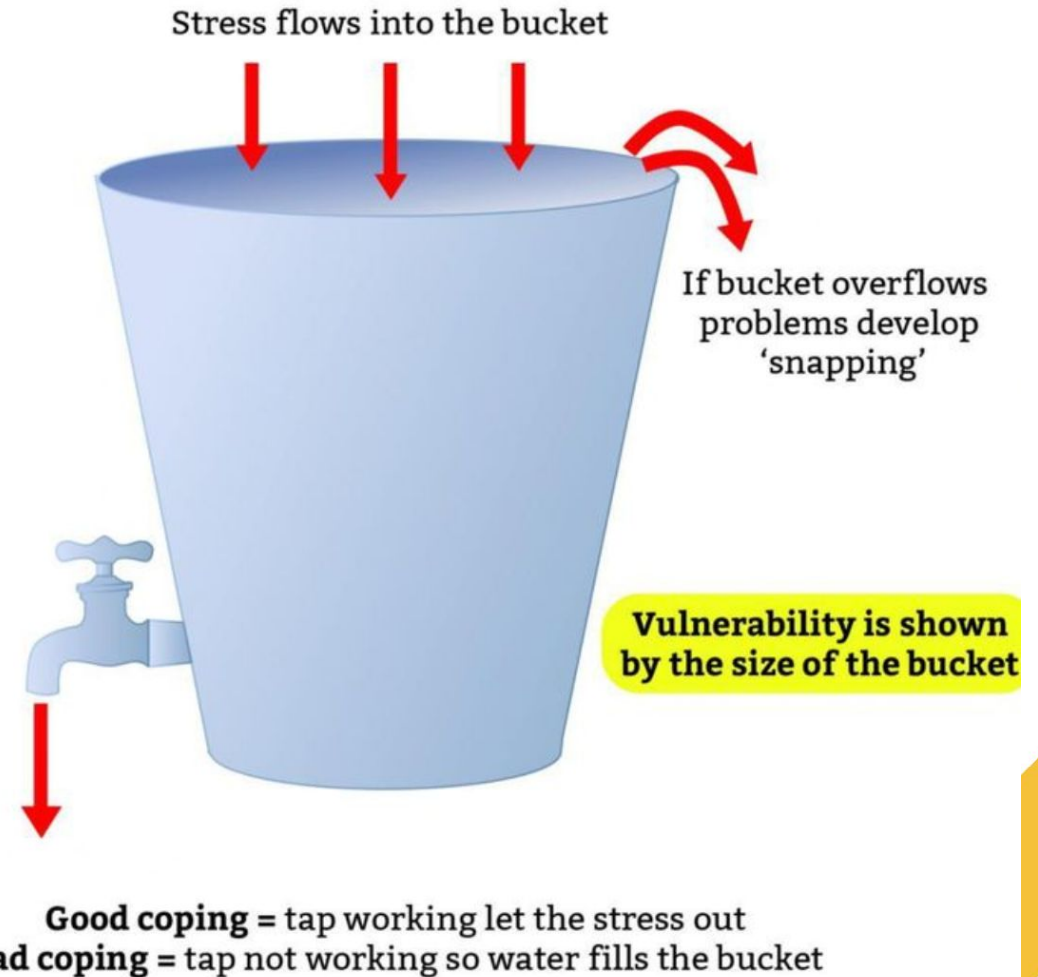 Stress flows into the bucket
If bucket overflows
problems develop
‘snapping’
Vulnerability is shown
by the size of the bucket
Good coping = tap working let the stress out
ad coping = tap not working so water fills the bucket